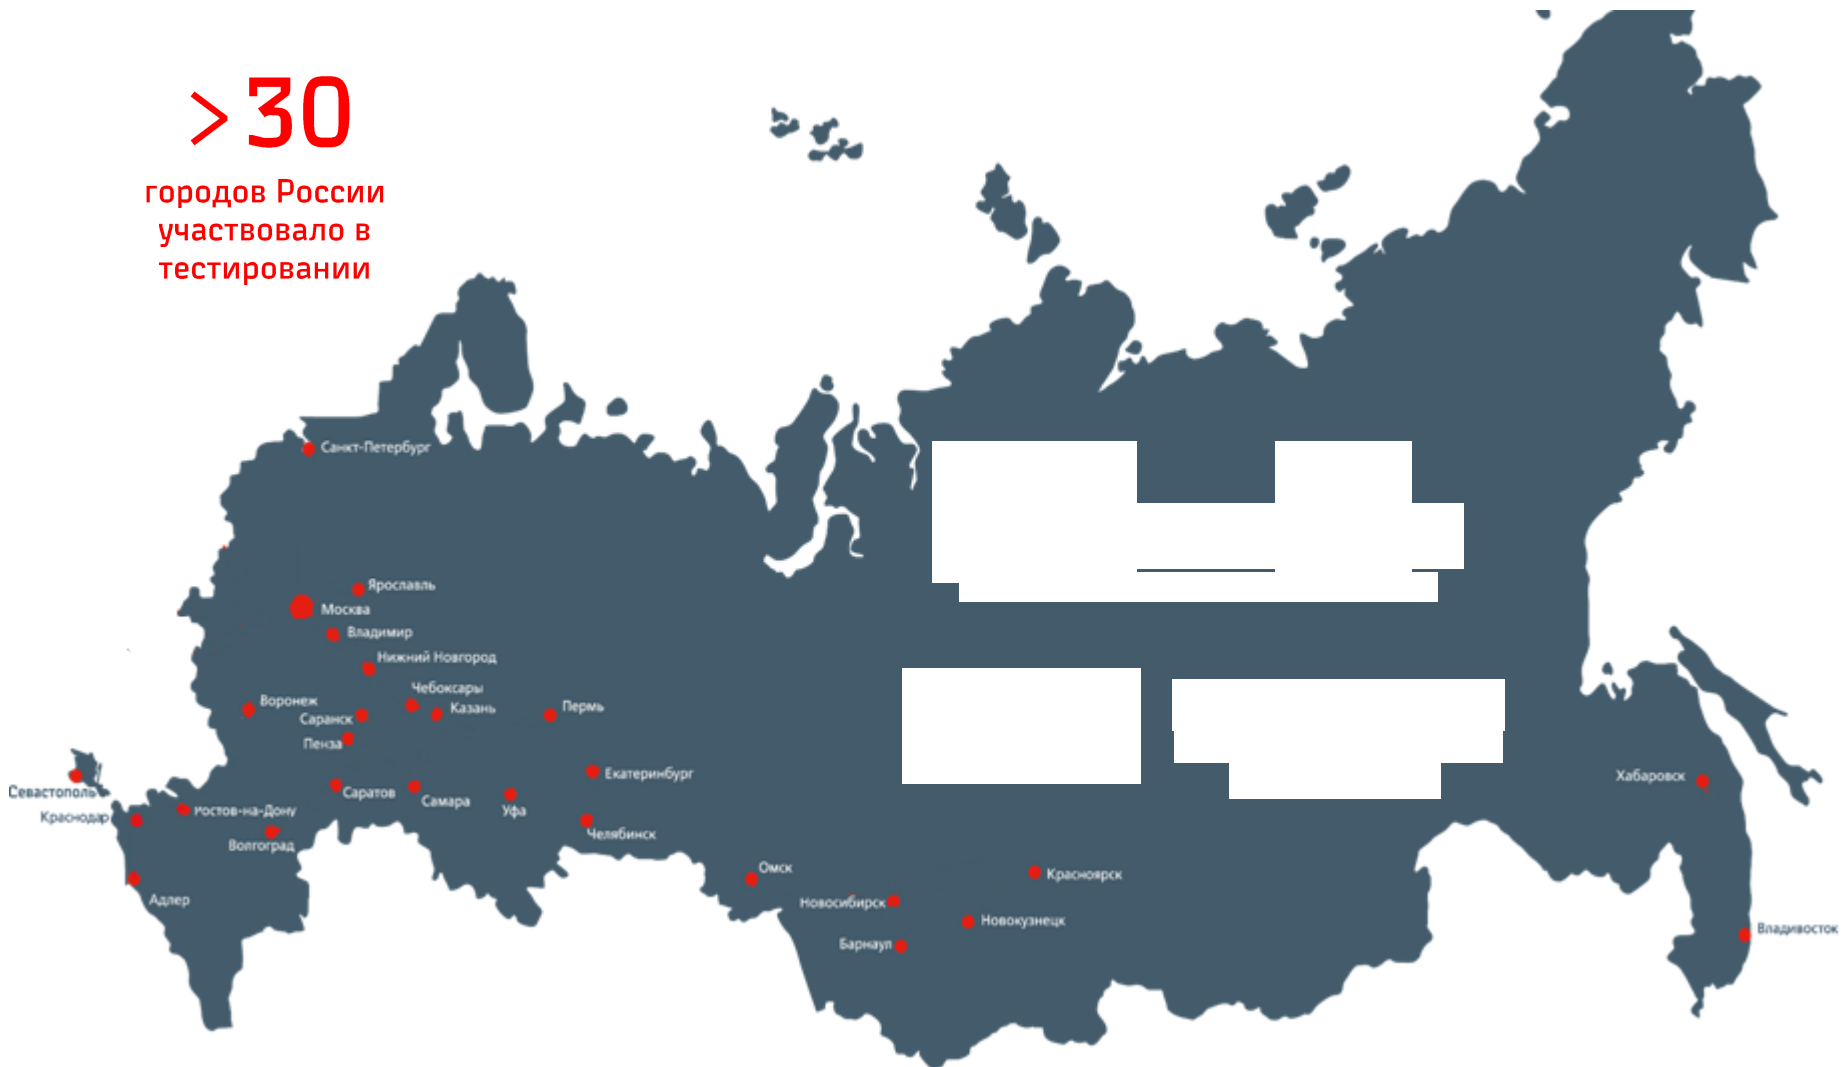 > 30
городов России
участвовало в
тестировании
Санкт-Петербург
Ярославль
Москва
Владимир
Нижний Новгород
Чебоксары
Казань
Пермь
Воронеж
Саранск
Пенза
Екатеринбург
Севастополь
Саратов
Самара
Уфа
Хабаровск
Краснодар
Ростов-на-Дону
Волгоград
Челябинск
Адлер
Омск
Красноярск
Новосибирск
Новокузнецк
Барнаул
Владивосток